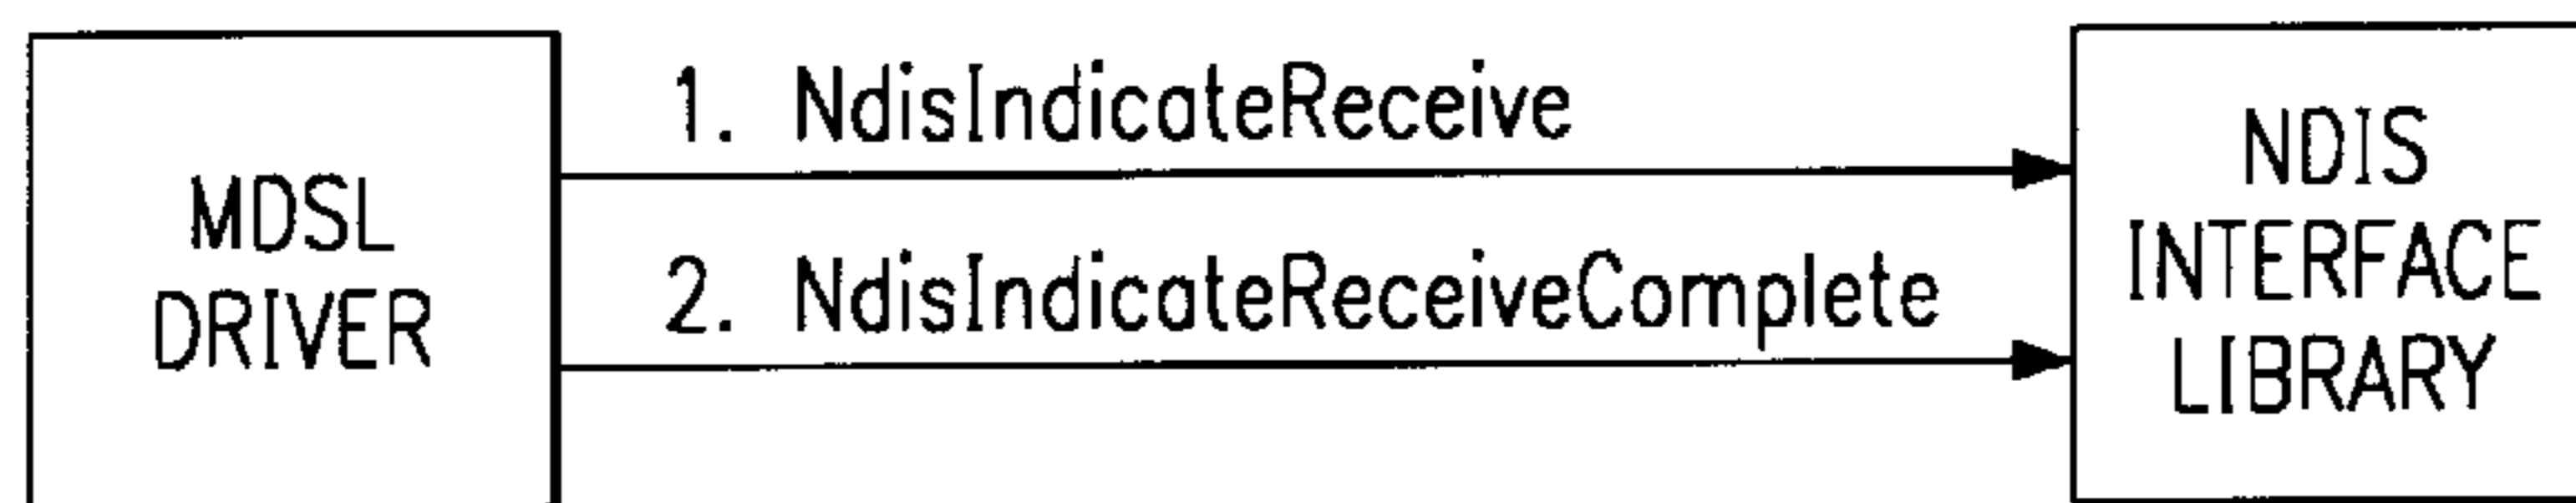 MDSL
DRIVER
1. NdisIndicateReceive
2. NdisIndicateReceiveComplete
NDIS
INTERFACE
LIBRARY